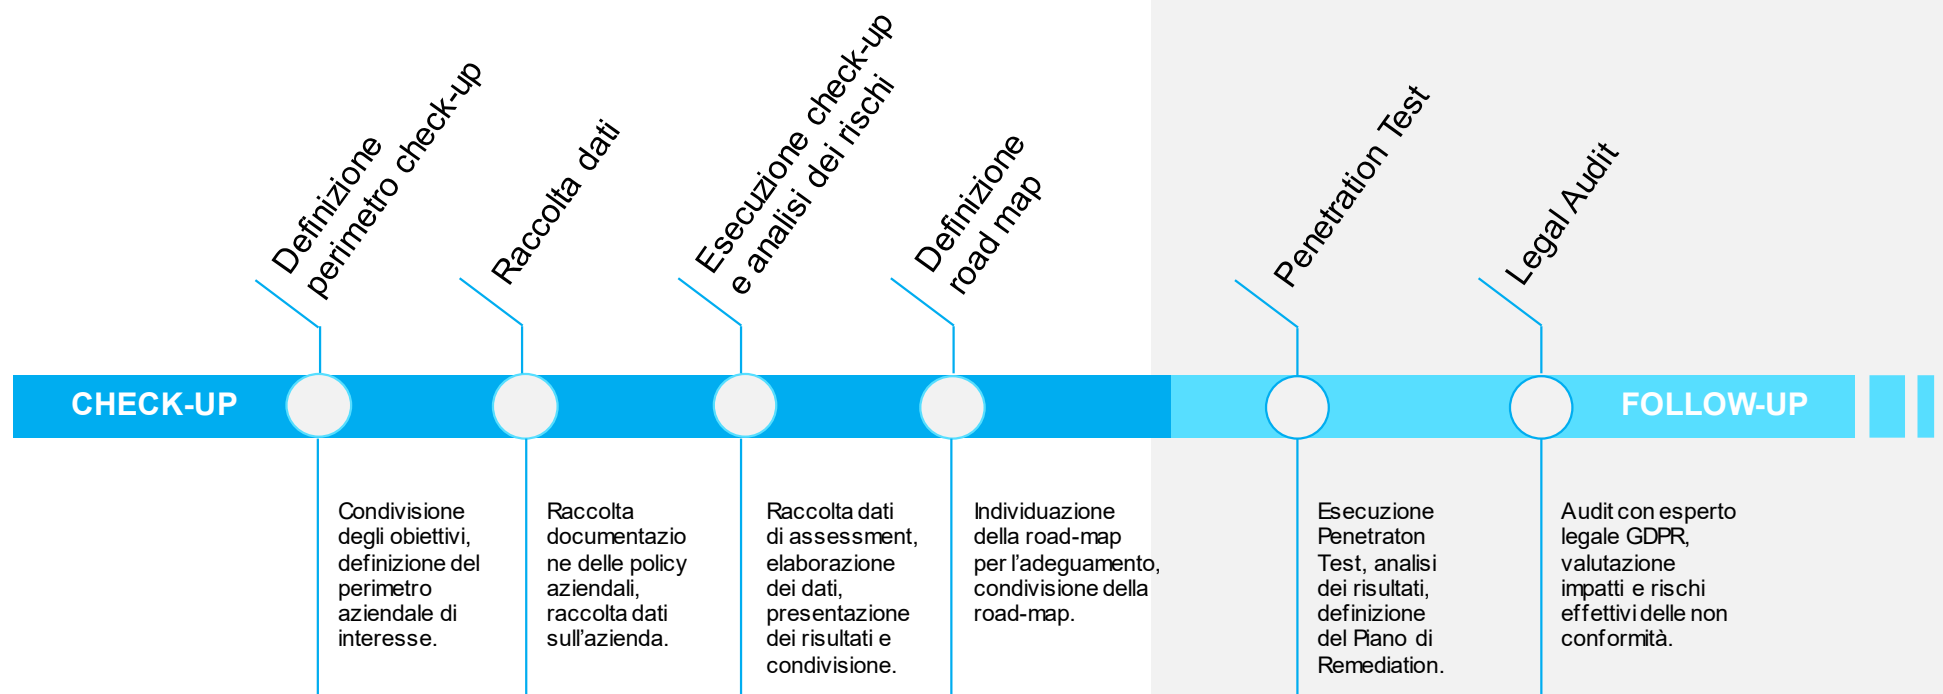 Definizione
perimetro check-up
Raccolta dati
Esecuzione check-up
e analisi dei rischi
Definizione
road map
Penetration Test
Legal Audit
CHECK-UP
FOLLOW-UP
Condivisione
degli obiettivi,
definizione del
perimetro
aziendale di
interesse.
Raccolta
documentazio
ne delle policy
aziendali,
raccolta dati
sull’azienda.
Raccolta dati
di assessment,
elaborazione
dei dati,
presentazione
dei risultati e
condivisione.
Individuazione
della road-map
per l’adeguamento,
condivisione della
road-map.
Esecuzione
Penetraton
Test, analisi
dei risultati,
definizione
del Piano di
Remediation.
Audit con esperto
legale GDPR,
valutazione
impatti e rischi
effettivi delle non
conformità.